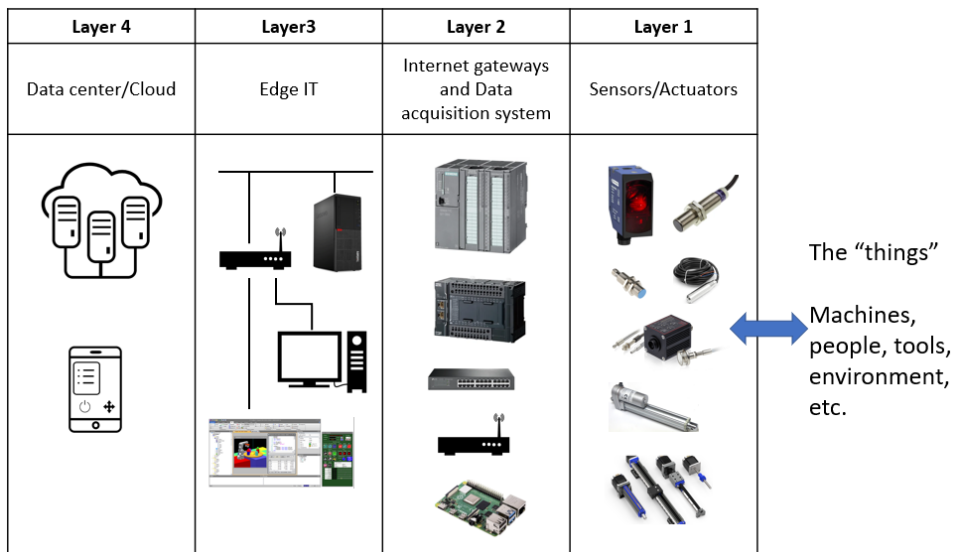 Layer 4
Layer3
Layer 2
Layer 1
Data center/Cloud
Edge IT
Internet gateways
and Data
acquisition system
Sensors/Actuators
The “things”
Machines,
people, tools,
environment,
etc.